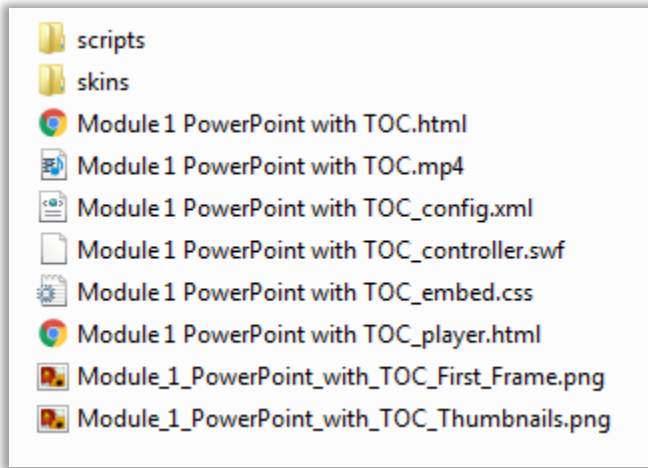 scripts
skins
Module 1 PowerPoint with TOC.html
Module 1 PowerPoint with TOC.mp4
Module 1 PowerPoint with TOC_config.xml
Module 1 PowerPoint with TOC_controller.swf
Module 1 PowerPoint with TOC_embed.css
Module 1 PowerPoint with TOC_player.html
Module_1_PowerPoint_with_TOC_First_Frame.png
Module_1_PowerPoint_with_TOC_Thumbnails.png